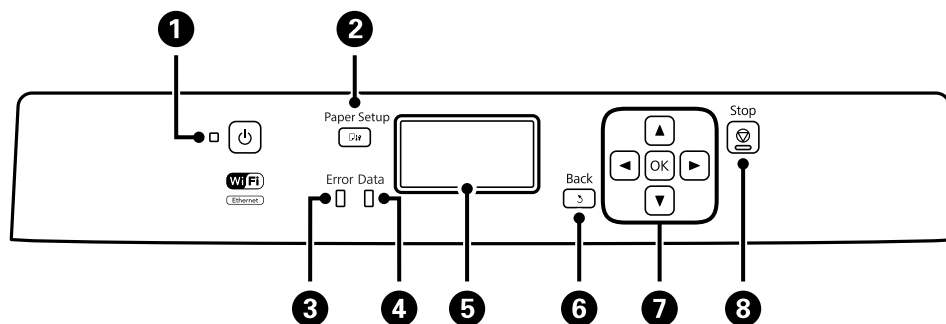 1
2
Paper Setup
Stop
OK
WiFi
Ethernet
Error Data
Back
3
4
5
6
7
8